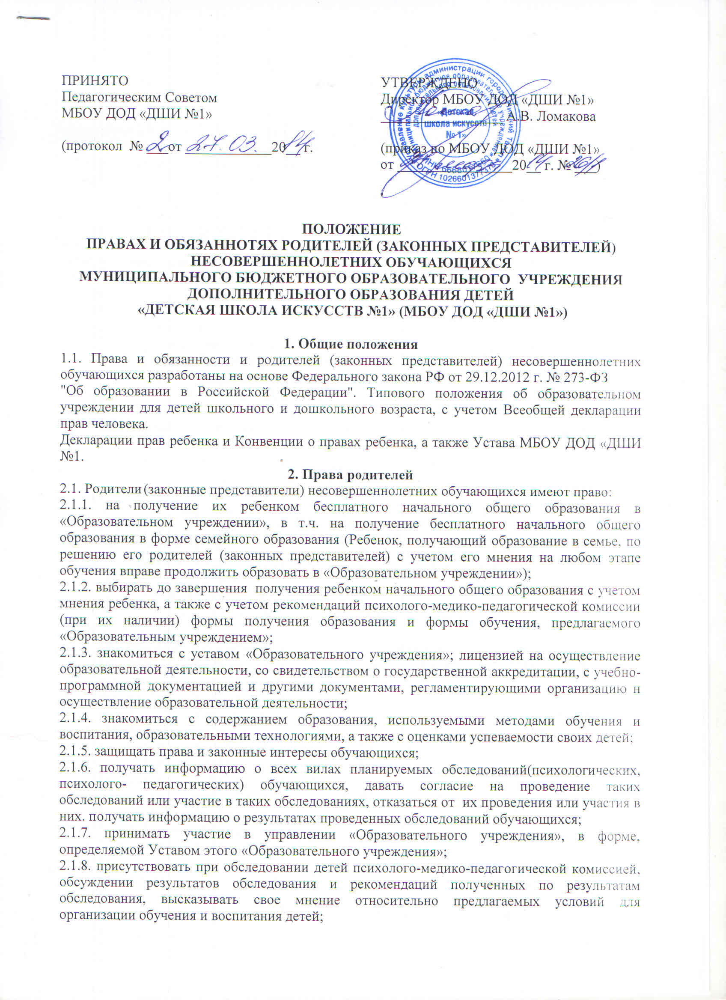 ПРИНЯТО
Педагогическим Советом
МБОУ ДОД «ДШИ №1»
(протокол № 2 от 27.03. 2014 г.
УТВЕРЖДЕНО
Директор МБОУ ДОД «ДШИ №1»
А.В. Ломакова
(приказ по МБОУ ДОД «ДШИ №1»
от 2014 г. №
«Детская
школа искусств
№ 1»
ОГРН 1026601377373
ПОЛОЖЕНИЕ
ПРАВАХ И ОБЯЗАННОТЯХ РОДИТЕЛЕЙ (ЗАКОННЫХ ПРЕДСТАВИТЕЛЕЙ)
НЕСОВЕРШЕННОЛЕТНИХ ОБУЧАЮЩИХСЯ
МУНИЦИПАЛЬНОГО БЮДЖЕТНОГО ОБРАЗОВАТЕЛЬНОГО УЧРЕЖДЕНИЯ
ДОПОЛНИТЕЛЬНОГО ОБРАЗОВАНИЯ ДЕТЕЙ
«ДЕТСКАЯ ШКОЛА ИСКУССТВ №1» (МБОУ ДОД «ДШИ №1»)
1. Общие положения
1.1. Права и обязанности и родителей (законных представителей) несовершеннолетних
обучающихся разработаны на основе Федерального закона РФ от 29.12.2012 г. № 273-ФЗ
"Об образовании в Российской Федерации". Типового положения об образовательном
учреждении для детей школьного и дошкольного возраста, с учетом Всеобщей декларации
прав человека.
Декларации прав ребенка и Конвенции о правах ребенка, а также Устава МБОУ ДОД «ДШИ
№1.
2. Права родителей
2.1. Родители (законные представители) несовершеннолетних обучающихся имеют право:
2.1.1. на получение их ребенком бесплатного начального общего образования в
«Образовательном учреждении», в т.ч. на получение бесплатного начального общего
образования в форме семейного образования (Ребенок, получающий образование в семье, по
решению его родителей (законных представителей) с учетом его мнения на любом этапе
обучения вправе продолжить образовать в «Образовательном учреждении»);
2.1.2. выбирать до завершения получения ребенком начального общего образования с учетом
мнения ребенка, а также с учетом рекомендаций психолого-медико-педагогической комиссии
(при их наличии) формы получения образования и формы обучения, предлагаемого
«Образовательным учреждением»;
2.1.3. знакомиться с уставом «Образовательного учреждения»; лицензией на осуществление
образовательной деятельности, со свидетельством о государственной аккредитации, с учебно-
программной документацией и другими документами, регламентирующими организацию н
осуществление образовательной деятельности;
2.1.4. знакомиться с содержанием образования, используемыми методами обучения и
воспитания, образовательными технологиями, а также с оценками успеваемости своих детей;
2.1.5. защищать права и законные интересы обучающихся;
2.1.6. получать информацию о всех вилах планируемых обследований(психологических,
психолого- педагогических) обучающихся, давать согласие на проведение таких
обследований или участие в таких обследованиях, отказаться от их проведения или участия в
них. получать информацию о результатах проведенных обследований обучающихся;
2.1.7. принимать участие в управлении «Образовательного учреждения», в форме,
определяемой Уставом этого «Образовательного учреждения»;
2.1.8. присутствовать при обследовании детей психолого-медико-педагогической комиссией,
обсуждении результатов обследования и рекомендаций полученных по результатам
обследования, высказывать свое мнение относительно предлагаемых условий для
организации обучения и воспитания детей;